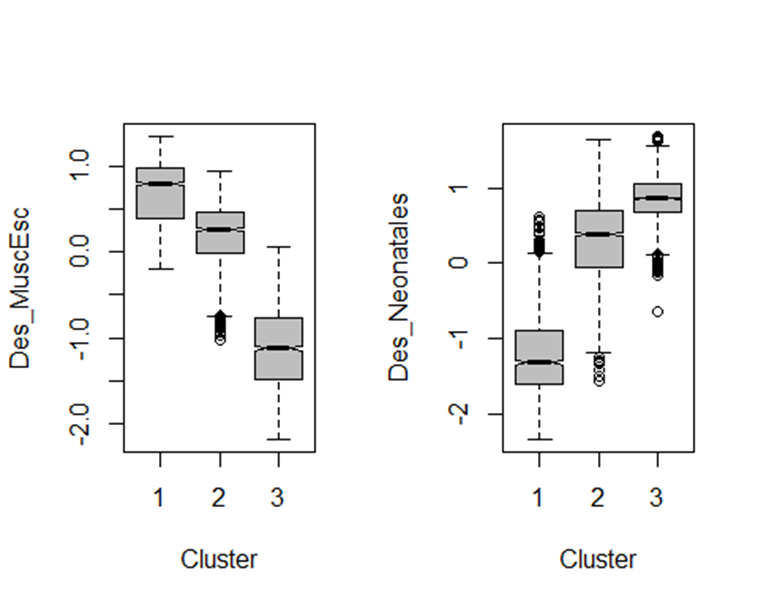 Des_MuscEsc
1.0
0.0
-1.0
-2.0
1 2 3
Cluster
Des_Neonatales
1
0
-1
-2
1 2 3
Cluster